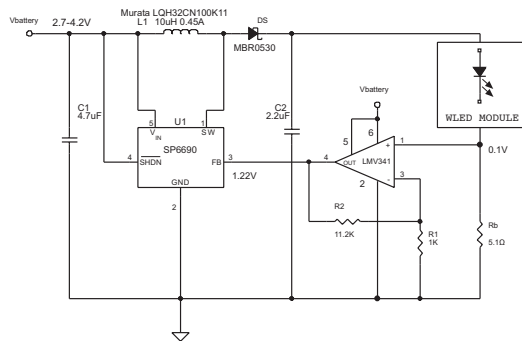 Murata LQH32CN100K11
Vbattery
2.7-4.2V
L1
10uH 0.45A
DS
MBR0530
C1
4.7uF
U1
5
1
V IN
SW
SP6690
4
SHDN
FB
3
GND
2
1.22V
C2
2.2uF
Vbattery
5
6
4
OUT
LMV341
+
-
2
1
3
WLED MODULE
0.1V
R2
11.2K
R1
1K
Rb
5.1Ω